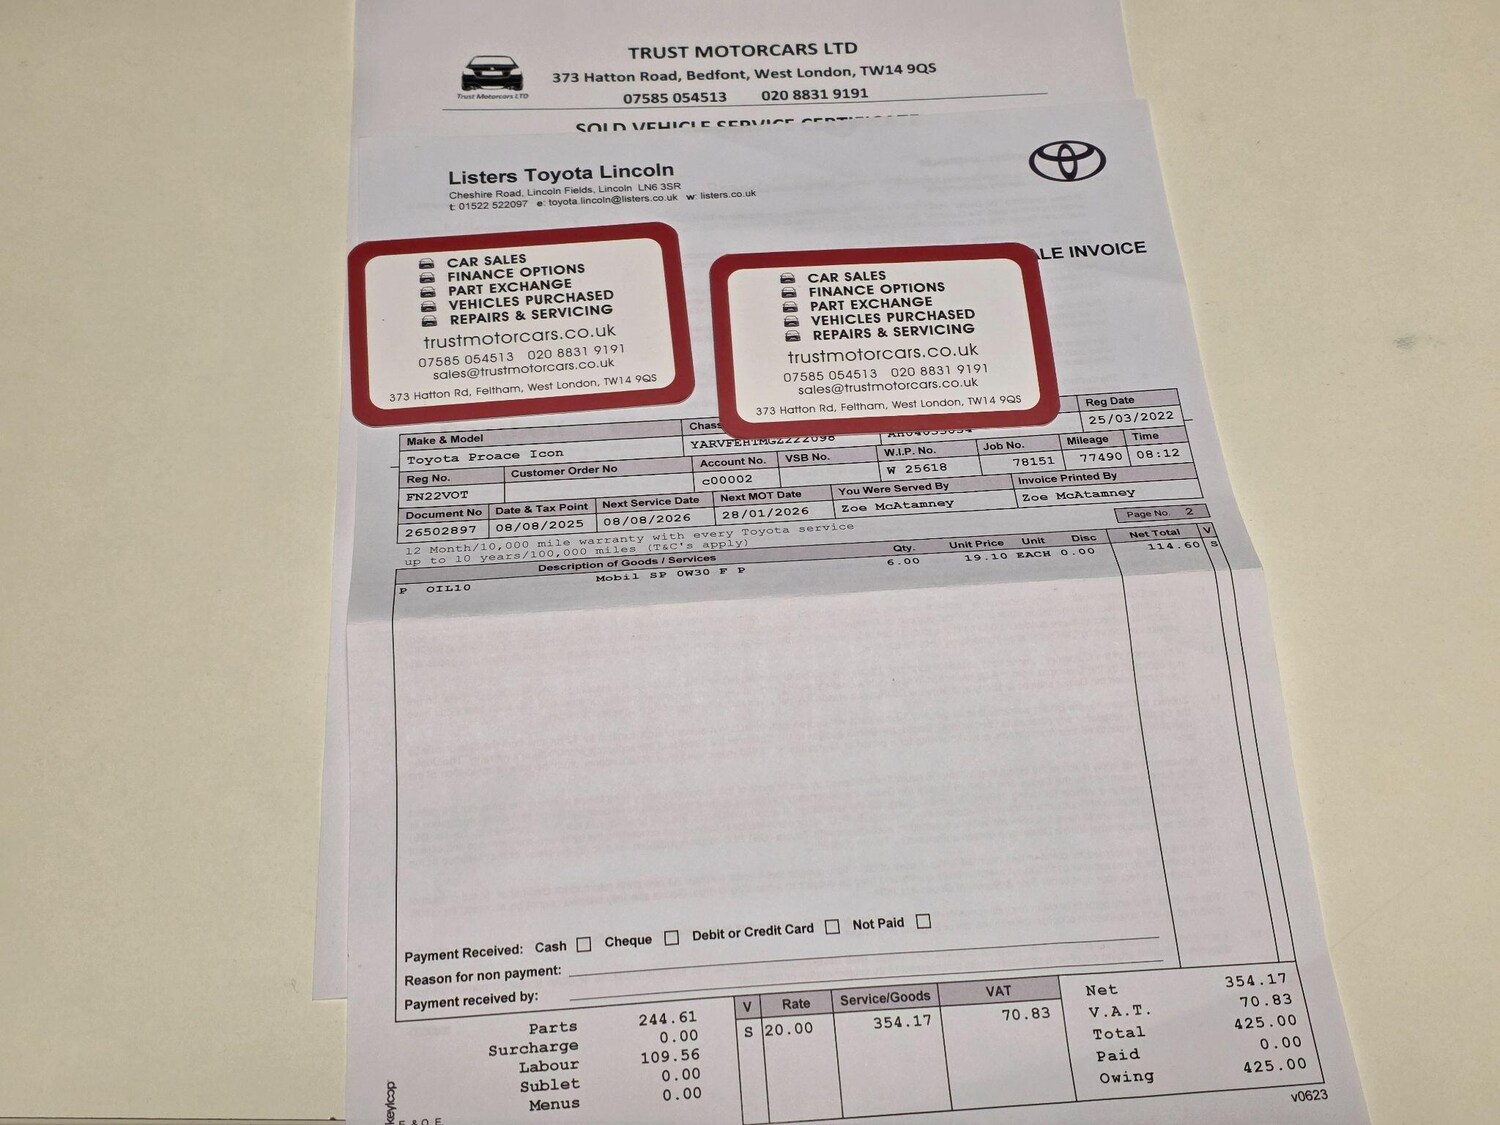 TRUST MOTORCARS LTD
373 Hatton Road, Bedfont, West London, TW14 9QS
07585 054513 020 8831 9191
Trust Motorcars LTD
SOLD VEHICLE SERVICE CERTIFICATE
Listers Toyota Lincoln
Cheshire Road, Lincoln Fields, Lincoln LN6 3SR
t: 01522 522097 e: toyota.lincoln@listers.co.uk w: listers.co.uk
INVOICE
CAR SALES
FINANCE OPTIONS
PART EXCHANGE
VEHICLES PURCHASED
REPAIRS & SERVICING
trustmotorcars.co.uk
07585 054513 020 8831 9191
sales@trustmotorcars.co.uk
373 Hatton Rd, Feltham, West London, TW14 9QS
CAR SALES
FINANCE OPTIONS
PART EXCHANGE
VEHICLES PURCHASED
REPAIRS & SERVICING
trustmotorcars.co.uk
07585 054513 020 8831 9191
sales@trustmotorcars.co.uk
373 Hatton Rd, Feltham, West London, TW14 9QS
Make & Model Chass Reg Date
Toyota Proace Icon 25/03/2022
Reg No. Customer Order No Account No. VSB No. W.I.P. No. Job No. Mileage Time
FN22VOT c00002 W 25618 78151 77490 08:12
Document No Date & Tax Point Next Service Date Next MOT Date You Were Served By Invoice Printed By
26502897 08/08/2025 08/08/2026 28/01/2026 Zoe McAtamney Zoe McAtamney
12 Month/10,000 mile warranty with every Toyota service
up to 10 years/100,000 miles (T&C's apply)
Page No. 2
Description of Goods / Services Qty. Unit Price Unit Disc Net Total V
P OIL10 Mobil SP 0W30 F P 6.00 19.10 EACH 0.00 114.60 S
Payment Received: Cash Cheque Debit or Credit Card Not Paid
Reason for non payment:
Payment received by:
Parts 244.61
Surcharge 0.00
Labour 109.56
Sublet 0.00
Menus 0.00
V Rate Service/Goods VAT
S 20.00 354.17 70.83
Net 354.17
V.A.T. 70.83
Total 425.00
Paid 0.00
Owing 425.00
v0623
keyloop
E. & O. E.